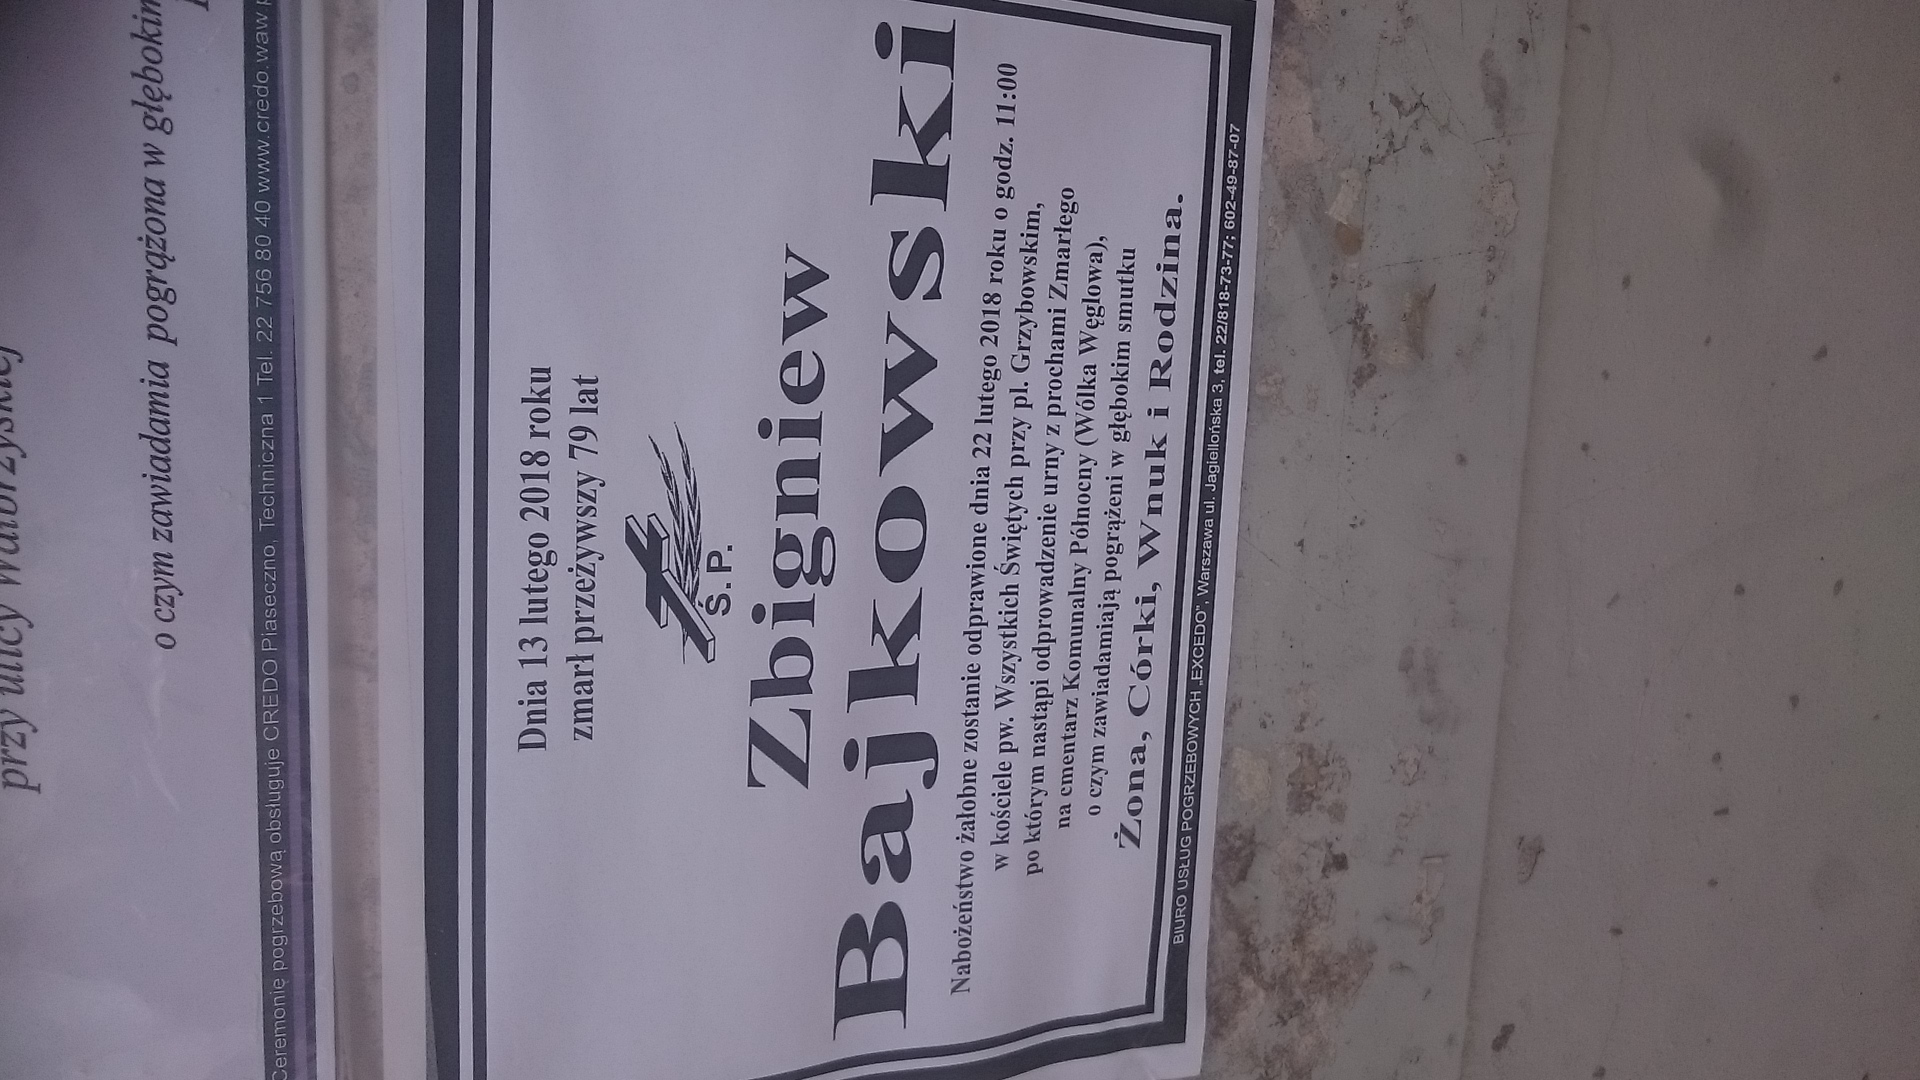 przy ulicy
o czym zawiadamia pogrążona w głębokim
Ceremonię pogrzebową obsługuje CREDO Piaseczno, Techniczna 1 Tel. 22 756 80 40 www.credo.waw
Dnia 13 lutego 2018 roku
zmarł przeżywszy 79 lat
Ś.P.
Zbigniew
Bajkowski
Nabożeństwo żałobne zostanie odprawione dnia 22 lutego 2018 roku o godz. 11:00
w kościele pw. Wszystkich Świętych przy pl. Grzybowskim,
po którym nastąpi odprowadzenie urny z prochami Zmarłego
na cmentarz Komunalny Północny (Wólka Węglowa),
o czym zawiadamiają pogrążeni w głębokim smutku
Żona, Córki, Wnuk i Rodzina.
BIURO USŁUG POGRZEBOWYCH „EXCEDO”, Warszawa ul. Jagiellońska 3, tel. 22/818-73-77; 602-49-87-07